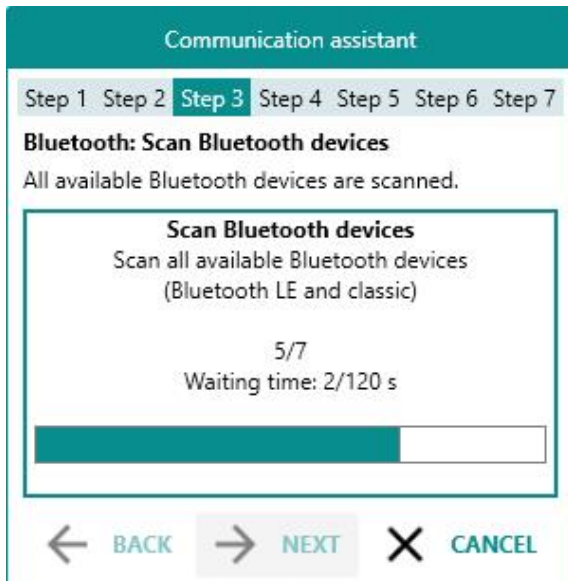 Communication assistant
Step 1 Step 2 Step 3 Step 4 Step 5 Step 6 Step 7
Bluetooth: Scan Bluetooth devices
All available Bluetooth devices are scanned.
Scan Bluetooth devices
Scan all available Bluetooth devices
(Bluetooth LE and classic)
5/7
Waiting time: 2/120 s
BACK NEXT CANCEL